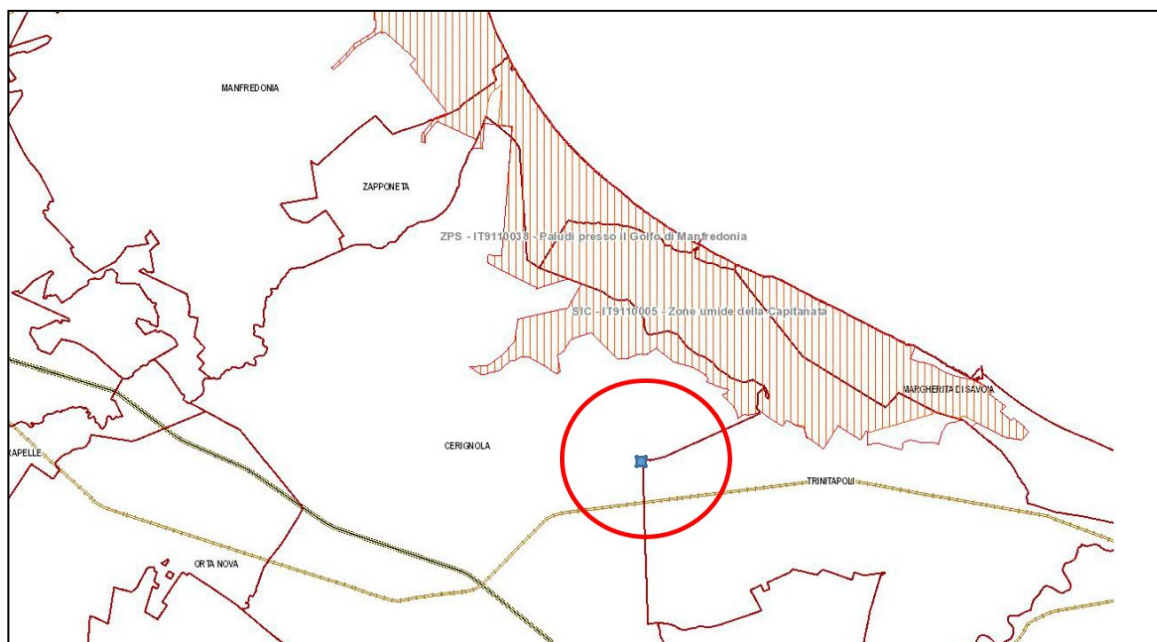 MANFREDONIA
ZAPPONETA
ZPS - IT9110038 - Paludi presso il Golfo di Manfredonia
SIC - IT9110005 - Zone umide della Capitanata
MARGHERITA DI SAVOIA
CERIGNOLA
RAPELLE
TRINITAPOLI
ORTA NOVA